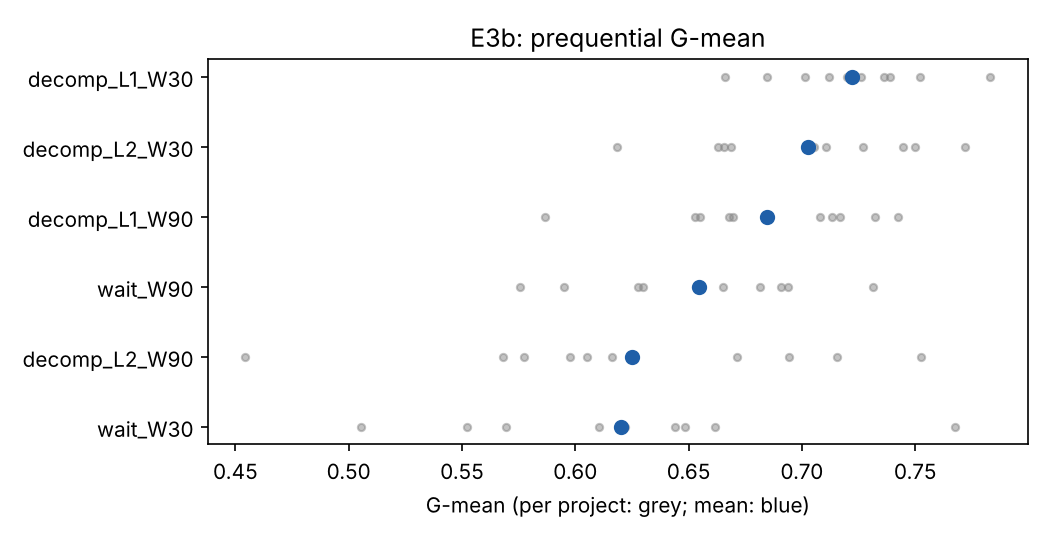 E3b: prequential G-mean
decomp_L1_W30
decomp_L2_W30
decomp_L1_W90
wait_W90
decomp_L2_W90
wait_W30
0.45 0.50 0.55 0.60 0.65 0.70 0.75
G-mean (per project: grey; mean: blue)